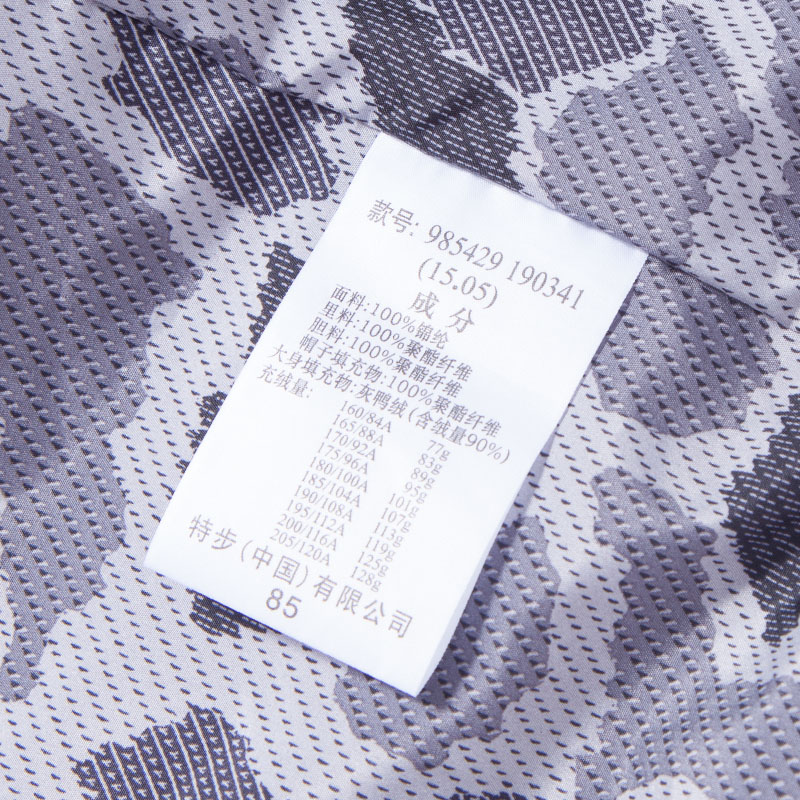 款号: 985429 190341
(15.05)
成 分
面料:100%锦纶
里料:100%聚酯纤维
胆料:100%聚酯纤维
帽子填充物:100%聚酯纤维
大身填充物:灰鸭绒(含绒量90%)
充绒量:
160/84A 77g
165/88A 83g
170/92A 89g
175/96A 95g
180/100A 101g
185/104A 107g
190/108A 113g
195/112A 119g
200/116A 125g
205/120A 128g
特步(中国)有限公司
85